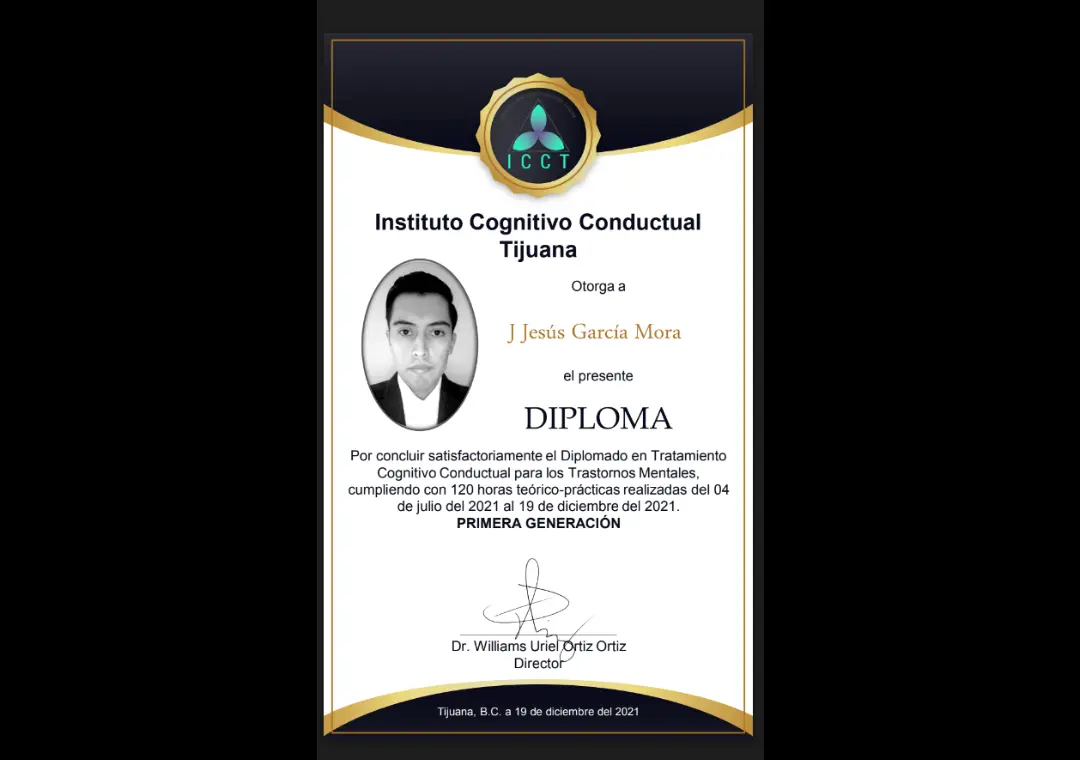 ICCT
Instituto Cognitivo Conductual
Tijuana
Otorga a
J Jesús García Mora
el presente
DIPLOMA
Por concluir satisfactoriamente el Diplomado en Tratamiento
Cognitivo Conductual para los Trastornos Mentales,
cumpliendo con 120 horas teórico-prácticas realizadas del 04
de julio del 2021 al 19 de diciembre del 2021.
PRIMERA GENERACIÓN
Dr. Williams Uriel Ortiz Ortiz
Director
Tijuana, B.C. a 19 de diciembre del 2021